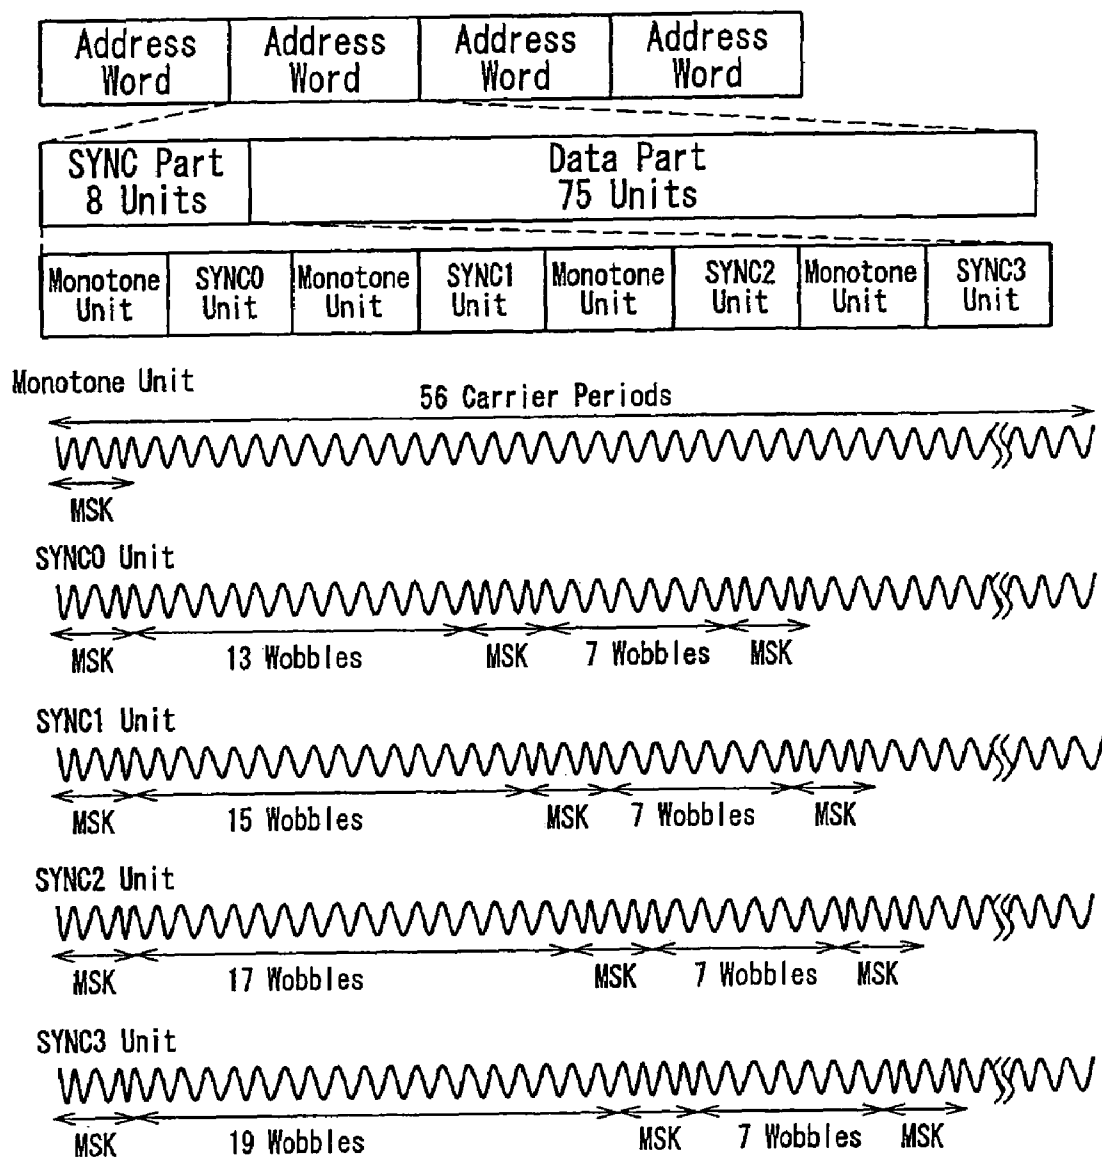 Address Word
Address Word
Address Word
Address Word
SYNC Part
8 Units
Data Part
75 Units
Monotone Unit
SYNC0 Unit
Monotone Unit
SYNC1 Unit
Monotone Unit
SYNC2 Unit
Monotone Unit
SYNC3 Unit
Monotone Unit
56 Carrier Periods
MSK
SYNC0 Unit
MSK 13 Wobbles MSK 7 Wobbles MSK
SYNC1 Unit
MSK 15 Wobbles MSK 7 Wobbles MSK
SYNC2 Unit
MSK 17 Wobbles MSK 7 Wobbles MSK
SYNC3 Unit
MSK 19 Wobbles MSK 7 Wobbles MSK